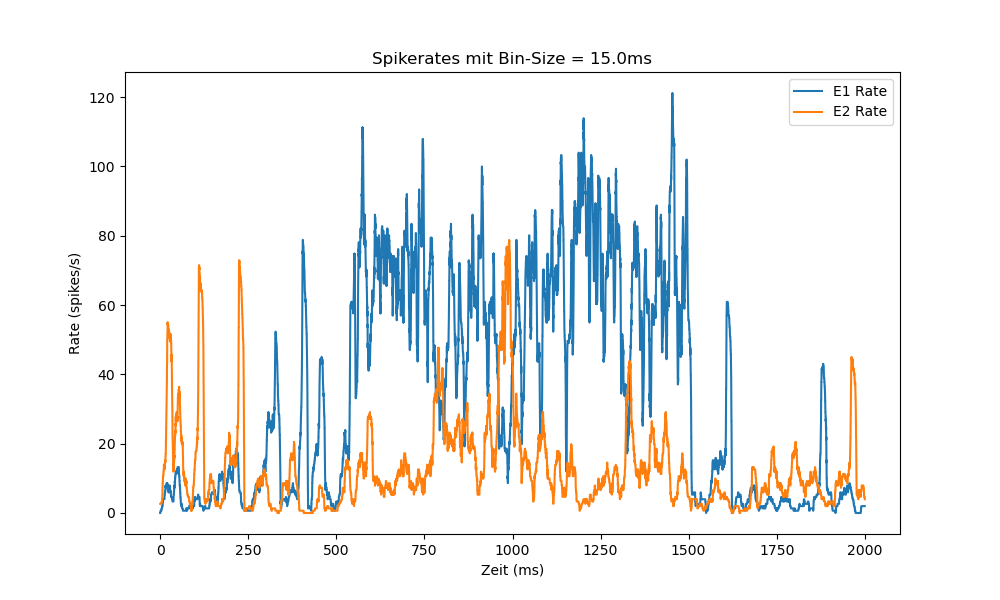 Spikerates mit Bin-Size = 15.0ms
E1 Rate
E2 Rate
120
100
80
60
40
20
0
Rate (spikes/s)
0 250 500 750 1000 1250 1500 1750 2000
Zeit (ms)